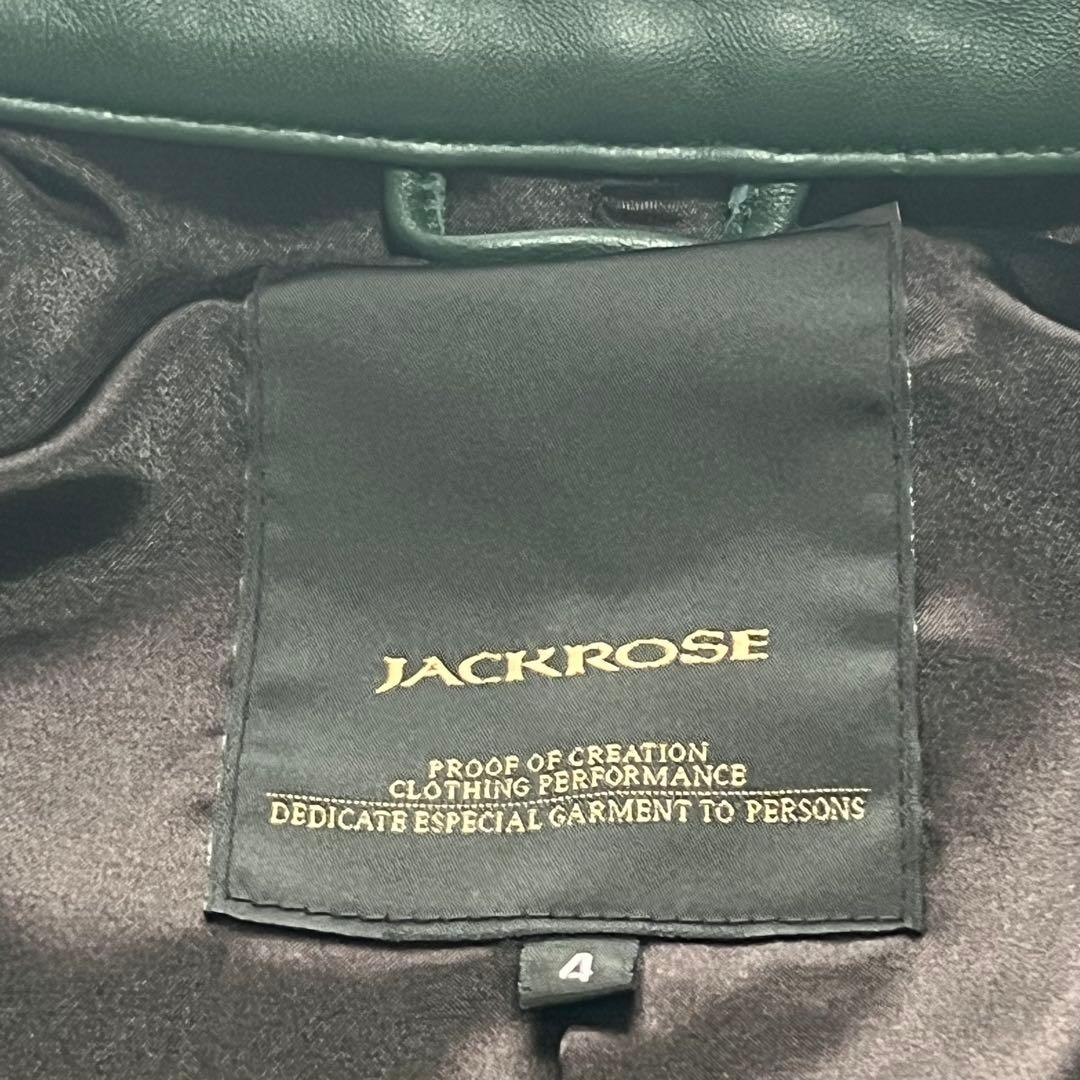 JACKROSE
PROOF OF CREATION
CLOTHING PERFORMANCE
DEDICATE ESPECIAL GARMENT TO PERSONS
4